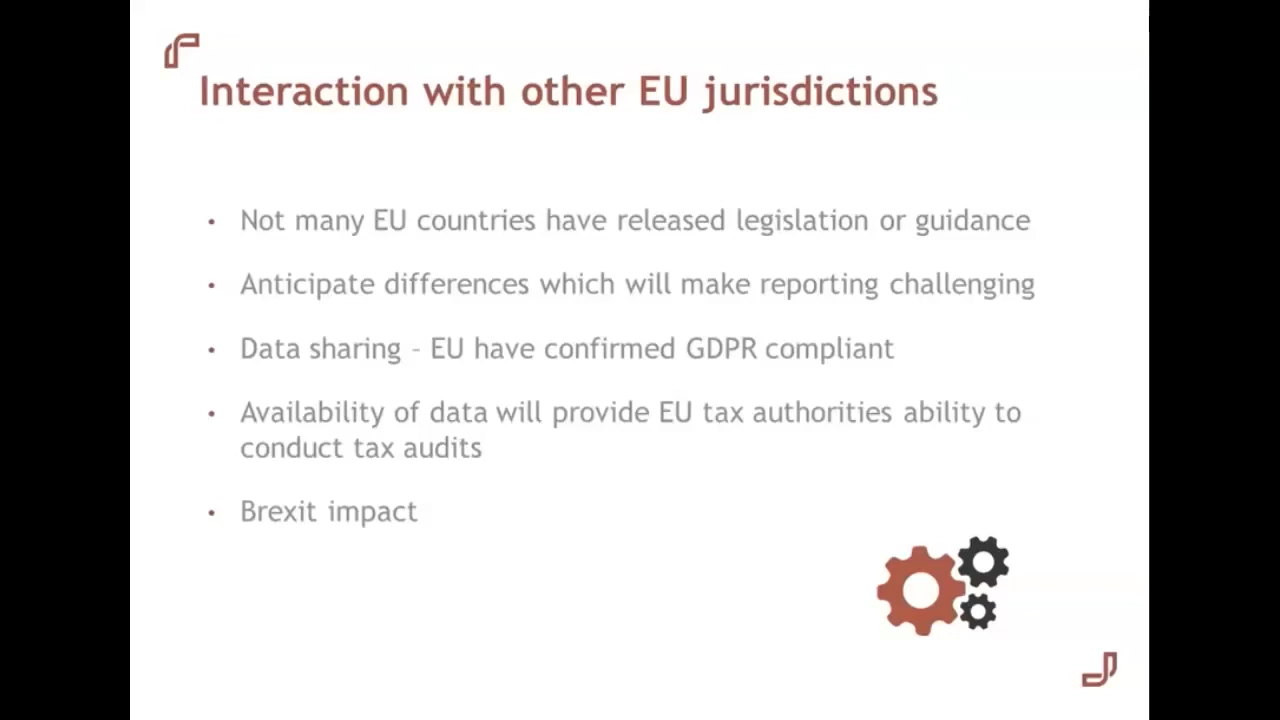 Interaction with other EU jurisdictions
• Not many EU countries have released legislation or guidance
• Anticipate differences which will make reporting challenging
• Data sharing – EU have confirmed GDPR compliant
• Availability of data will provide EU tax authorities ability to
conduct tax audits
• Brexit impact